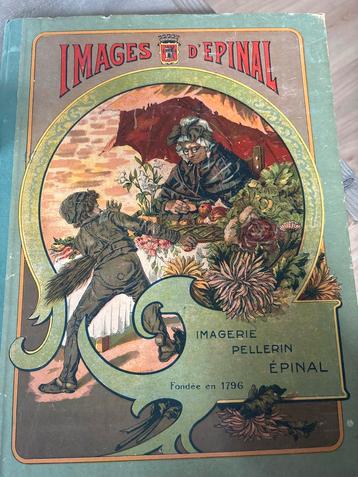 IMAGES D'EPINAL
IMAGERIE
PELLERIN
ÉPINAL
Fondée en 1796